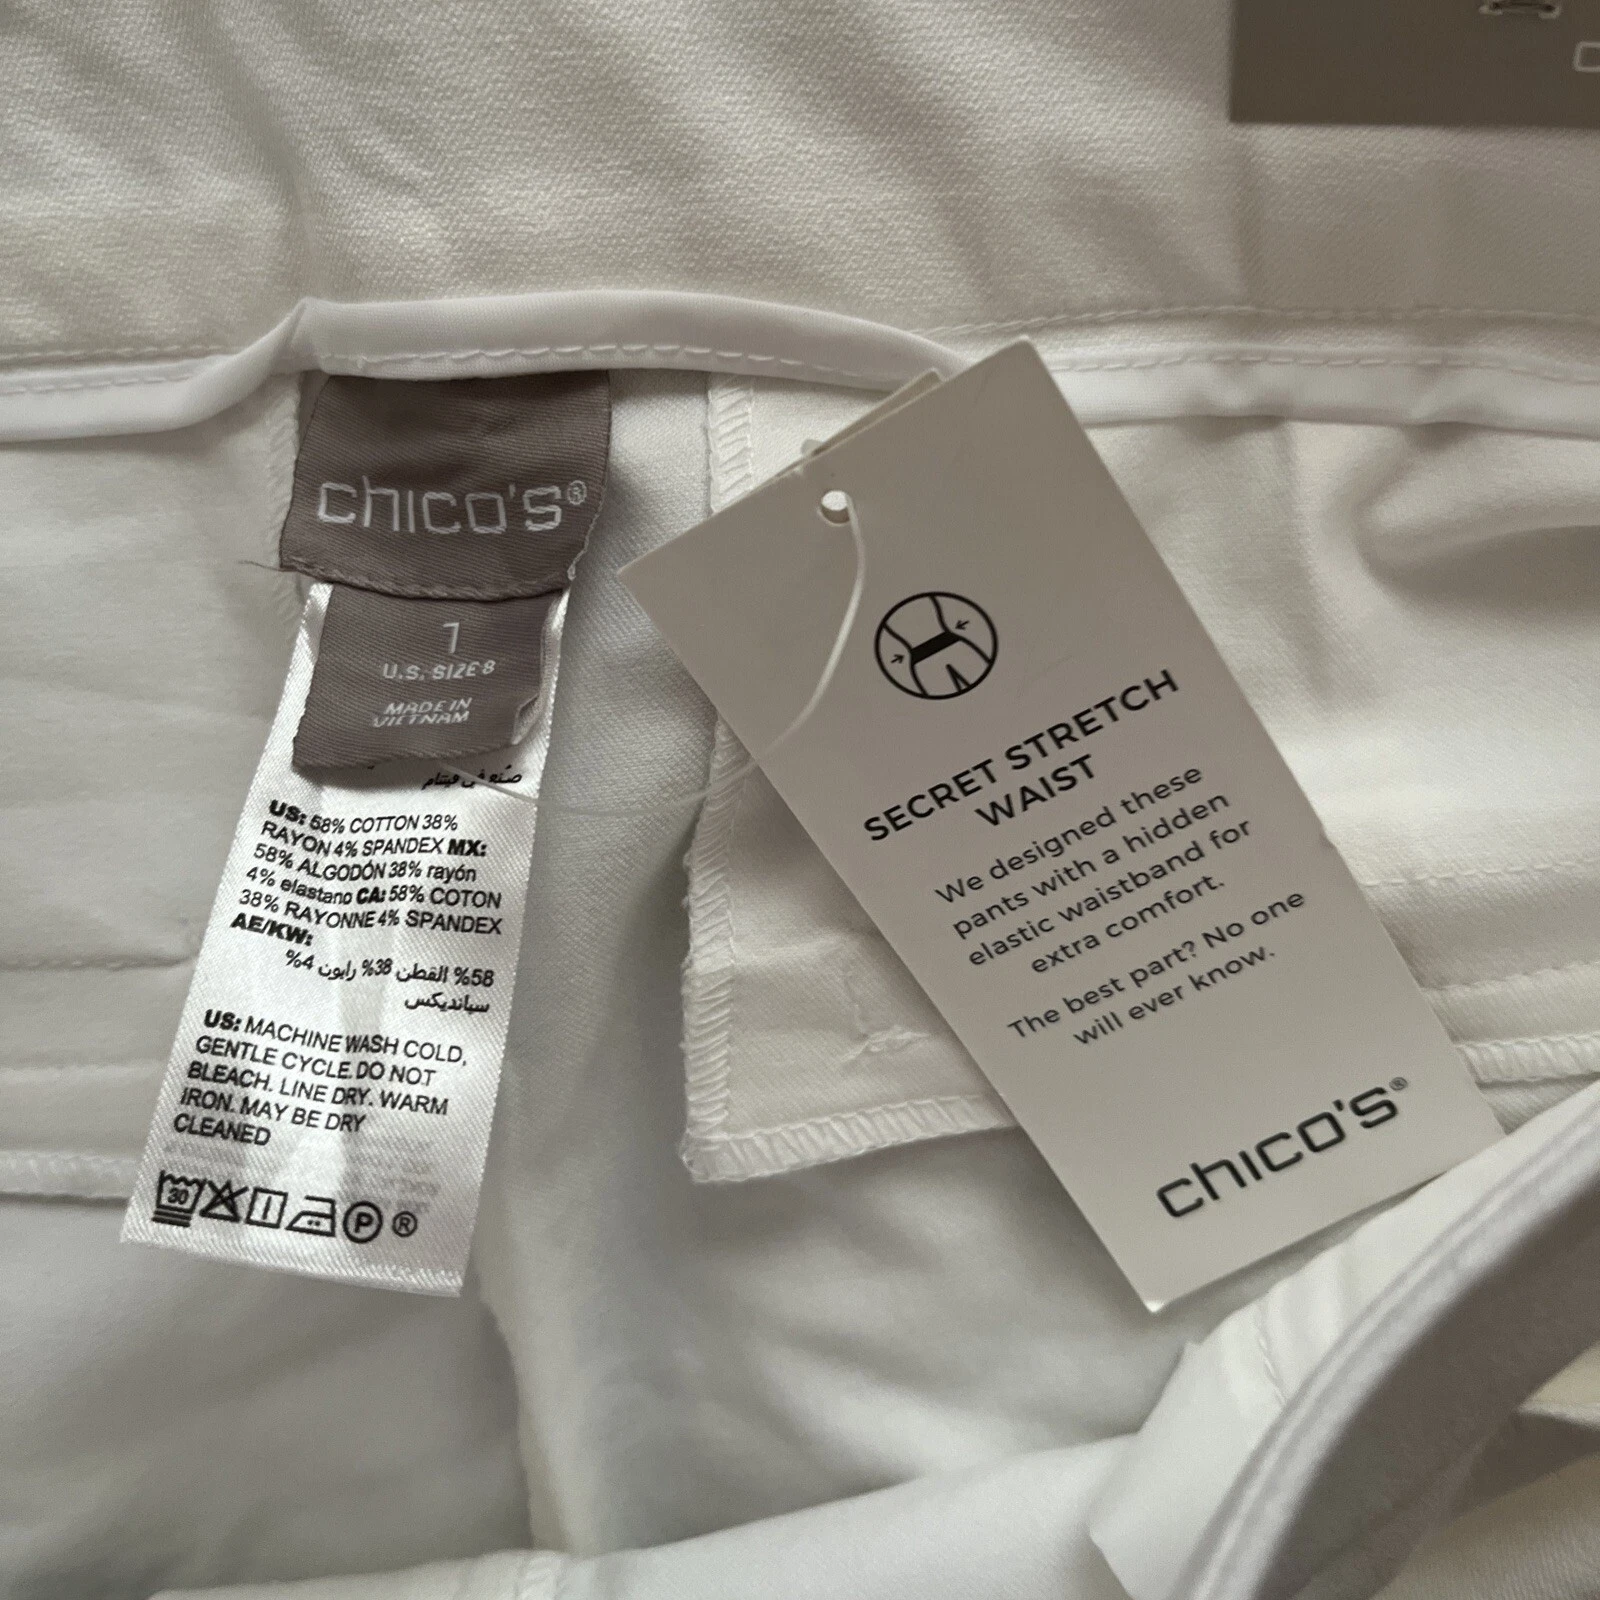 chico's®
1
U.S. SIZE 8
MADE IN
VIETNAM
صنع في فيتنام
US: 58% COTTON 38%
RAYON 4% SPANDEX MX:
58% ALGODÓN 38% rayón
4% elastano CA: 58% COTON
38% RAYONNE 4% SPANDEX
AE/KW:
58% القطن 38% رايون 4%
سباندیکس
US: MACHINE WASH COLD,
GENTLE CYCLE. DO NOT
BLEACH. LINE DRY. WARM
IRON. MAY BE DRY
CLEANED
30
P
®
SECRET STRETCH
WAIST
We designed these
pants with a hidden
elastic waistband for
extra comfort.
The best part? No one
will ever know.
chico's®